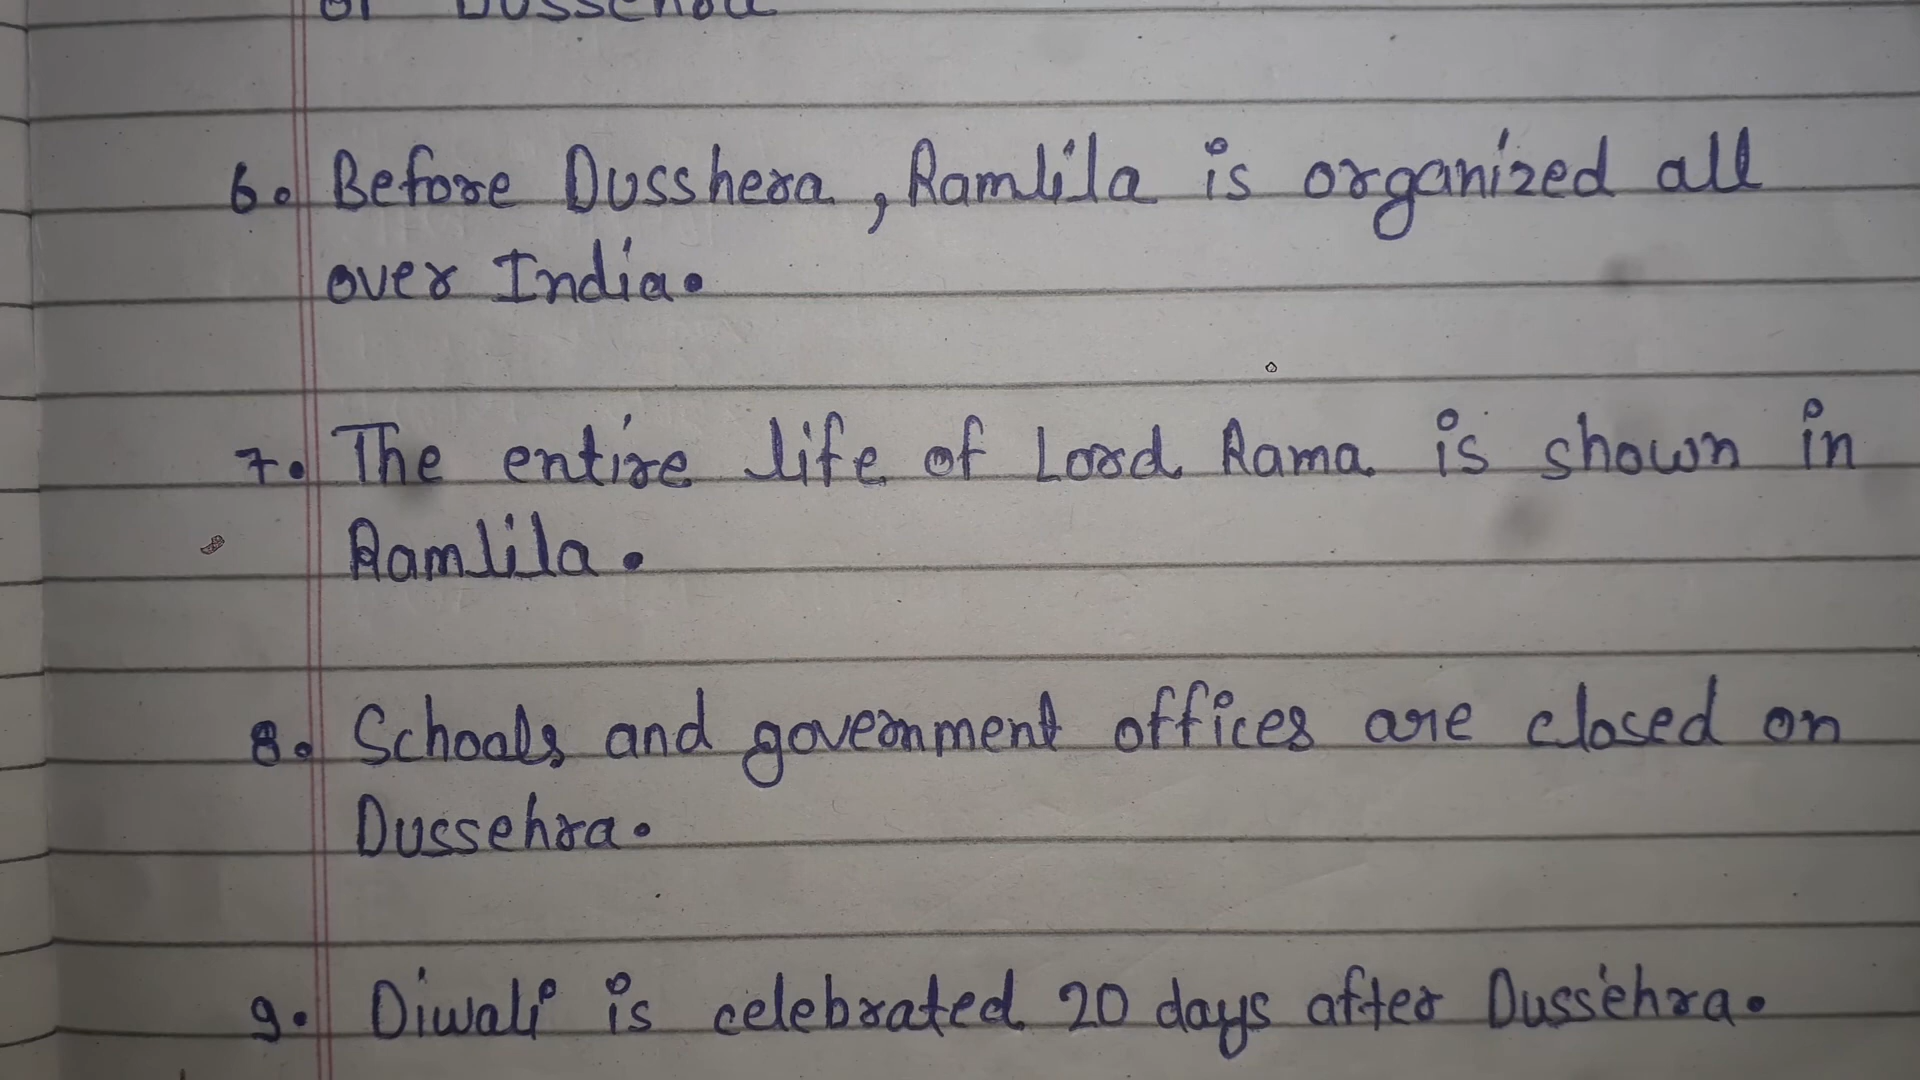 6. Before Dusshera, Ramlila is organized all
over India.
7. The entire life of Lord Rama is shown in
Ramlila.
8. Schools and government offices are closed on
Dussehra.
9. Diwali is celebrated 20 days after Dussehra.